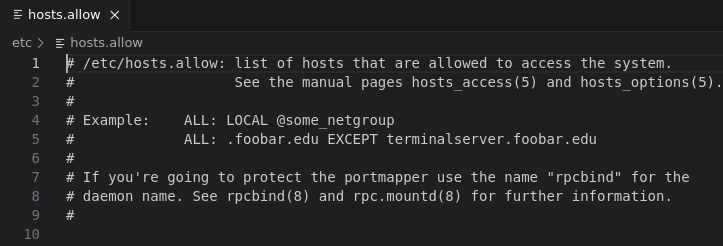 hosts.allow
etc > hosts.allow
1 # /etc/hosts.allow: list of hosts that are allowed to access the system.
2 #                   See the manual pages hosts_access(5) and hosts_options(5).
3 #
4 # Example:    ALL: LOCAL @some_netgroup
5 #             ALL: .foobar.edu EXCEPT terminalserver.foobar.edu
6 #
7 # If you're going to protect the portmapper use the name "rpcbind" for the
8 # daemon name. See rpcbind(8) and rpc.mountd(8) for further information.
9 #
10